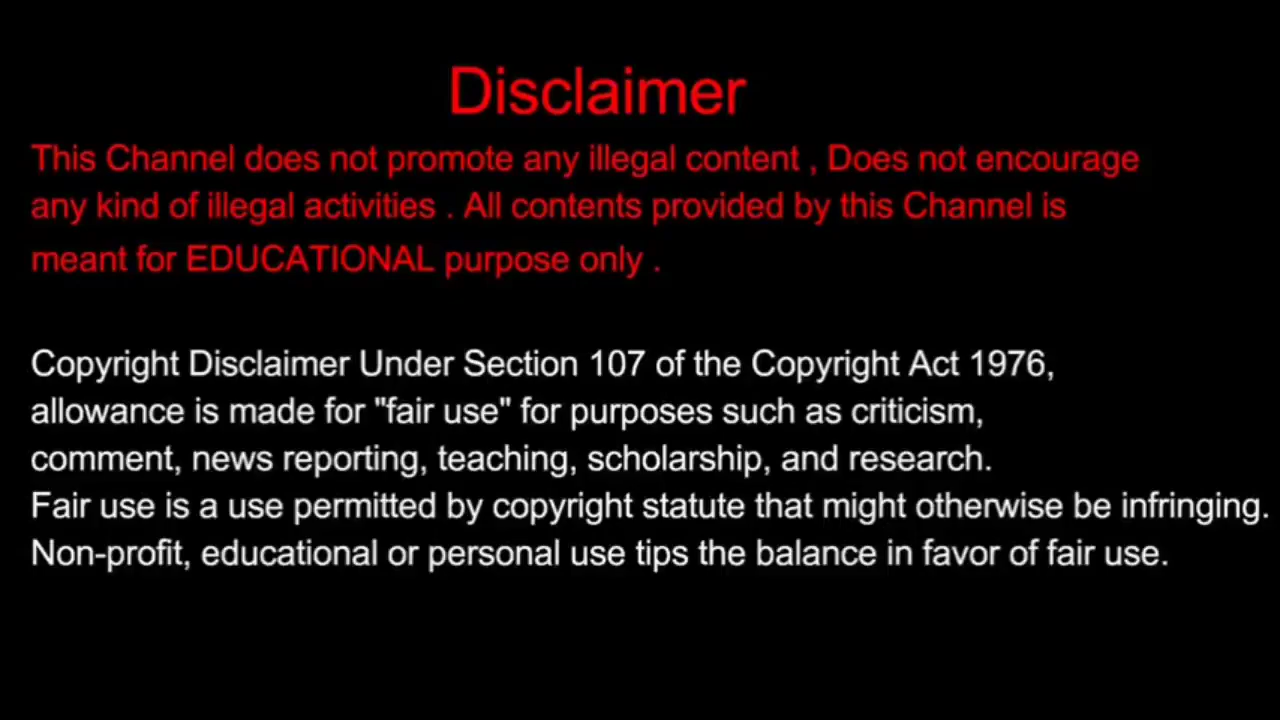 Disclaimer
This Channel does not promote any illegal content , Does not encourage
any kind of illegal activities . All contents provided by this Channel is
meant for EDUCATIONAL purpose only .
Copyright Disclaimer Under Section 107 of the Copyright Act 1976,
allowance is made for "fair use" for purposes such as criticism,
comment, news reporting, teaching, scholarship, and research.
Fair use is a use permitted by copyright statute that might otherwise be infringing.
Non-profit, educational or personal use tips the balance in favor of fair use.